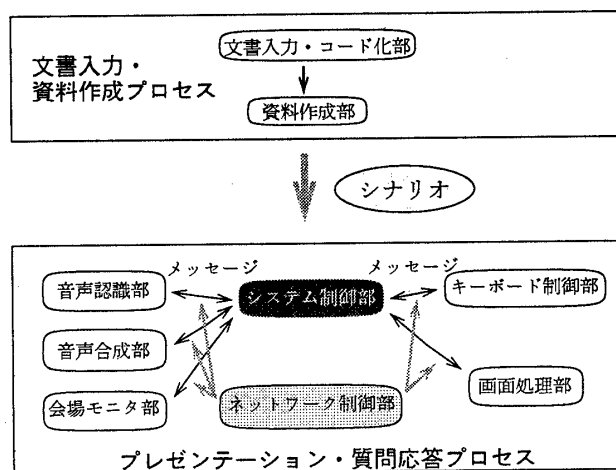 文書入力・コード化部
文書入力・
資料作成プロセス
資料作成部
シナリオ
メッセージ
メッセージ
音声認識部
システム制御部
キーボード制御部
音声合成部
会場モニタ部
ネットワーク制御部
画面処理部
プレゼンテーション・質問応答プロセス